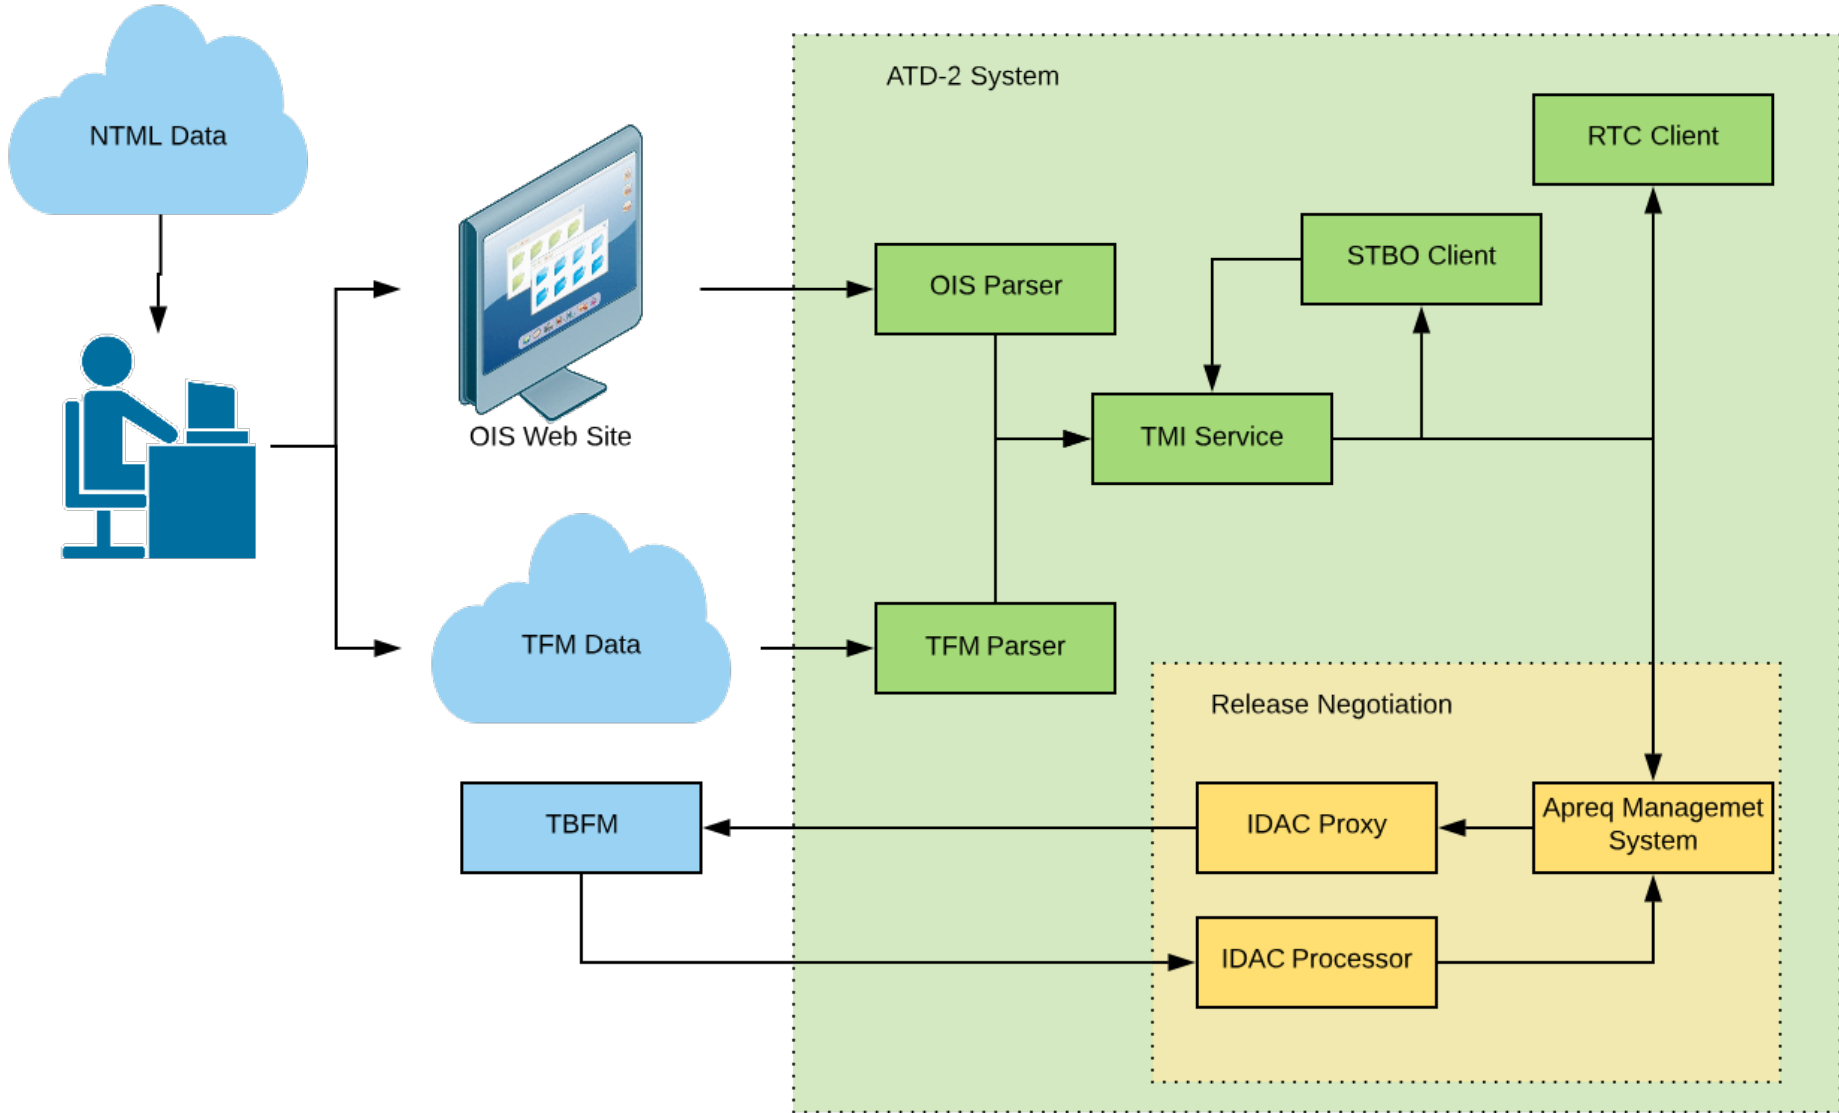 ATD-2 System
NTML Data
RTC Client
STBO Client
OIS Parser
OIS Web Site
TMI Service
TFM Data
TFM Parser
Release Negotiation
TBFM
IDAC Proxy
Apreq Managemet
System
IDAC Processor